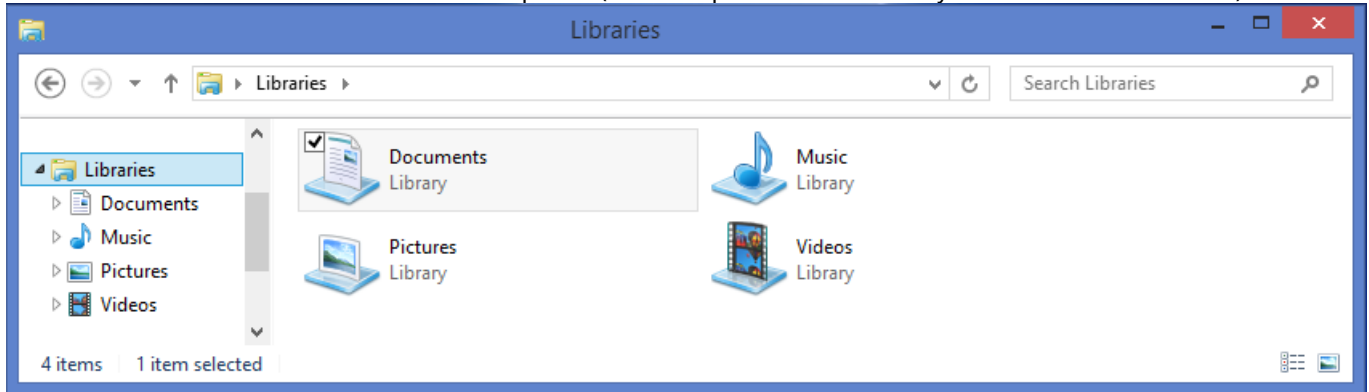 Libraries
Libraries
Search Libraries
Libraries
Documents
Music
Pictures
Videos
Documents
Library
Music
Library
Pictures
Library
Videos
Library
4 items
1 item selected